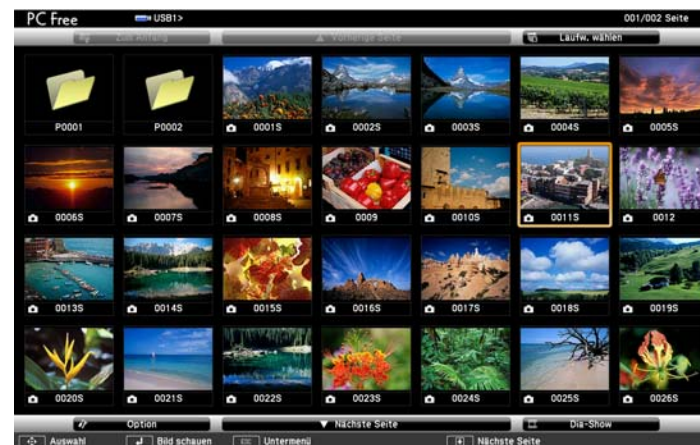 PC Free USB1> 001/002 Seite
Zum Anfang ▲ Vorherige Seite Laufw. wählen
P0001 P0002 0001S 0002S 0003S 0004S 0005S
0006S 0007S 0008S 0009 0010S 0011S 0012
0013S 0014S 0015S 0016S 0017S 0018S 0019S
0020S 0021S 0022S 0023S 0024S 0025S 0026S
Option ▼ Nächste Seite Dia-Show
Auswahl Bild schauen ESC Untermenü Nächste Seite